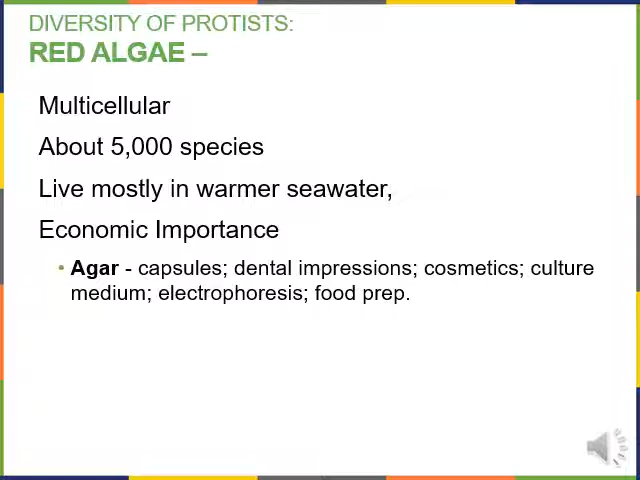 DIVERSITY OF PROTISTS:
RED ALGAE –
Multicellular
About 5,000 species
Live mostly in warmer seawater,
Economic Importance
• Agar - capsules; dental impressions; cosmetics; culture
medium; electrophoresis; food prep.